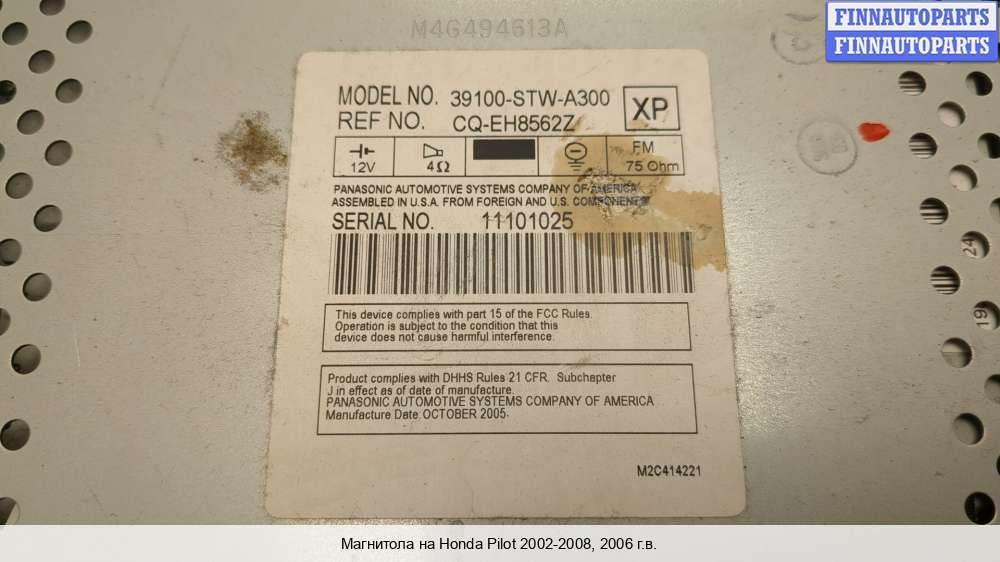 FINNAUTOPARTS
FINNAUTOPARTS
M4G494613A
MODEL NO. 39100-STW-A300
XP
REF NO. CQ-EH8562Z
12V
4Ω
FM
75 Ohm
PANASONIC AUTOMOTIVE SYSTEMS COMPANY OF AMERICA
ASSEMBLED IN U.S.A. FROM FOREIGN AND U.S. COMPONENTS
SERIAL NO. 11101025
This device complies with part 15 of the FCC Rules.
Operation is subject to the condition that this
device does not cause harmful interference.
Product complies with DHHS Rules 21 CFR. Subchapter
J in effect as of date of manufacture.
PANASONIC AUTOMOTIVE SYSTEMS COMPANY OF AMERICA
Manufacture Date: OCTOBER 2005.
M2C414221
24
19
Магнитола на Honda Pilot 2002-2008, 2006 г.в.